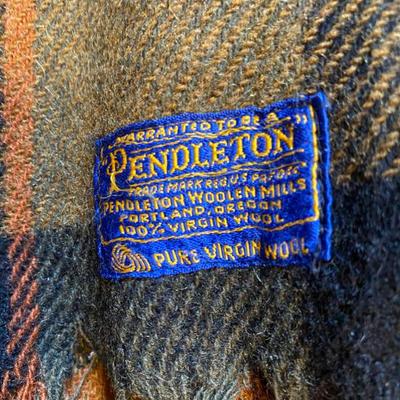 WARRANTED TO BE A
"PENDLETON"
TRADE MARK REG. U.S. PAT. OFF.
PENDLETON WOOLEN MILLS
PORTLAND, OREGON
100% VIRGIN WOOL
PURE VIRGIN WOOL